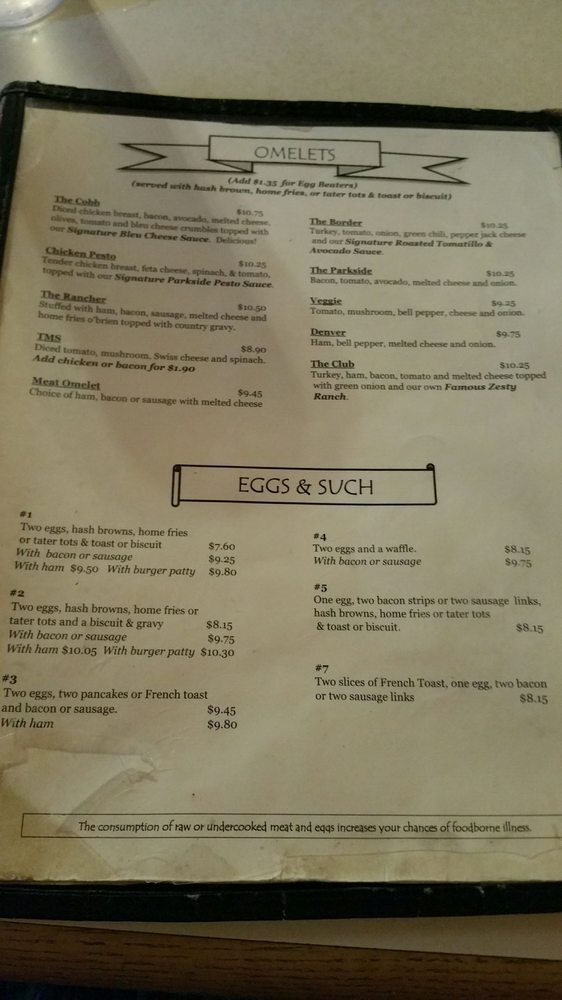 OMELETS
(Add $1.35 for Egg Beaters)
(served with hash brown, home fries, or tater tots & toast or biscuit)
The Cobb
$10.75
Diced chicken breast, bacon, avocado, melted cheese,
olives, tomato and bleu cheese crumbles topped with
our Signature Bleu Cheese Sauce. Delicious!
Chicken Pesto
$10.25
Tender chicken breast, feta cheese, spinach, & tomato,
topped with our Signature Parkside Pesto Sauce.
The Rancher
$10.50
Stuffed with ham, bacon, sausage, melted cheese and
home fries o'brien topped with country gravy.
TMS
$8.90
Diced tomato, mushroom, Swiss cheese and spinach.
Add chicken or bacon for $1.90
Meat Omelet
$9.45
Choice of ham, bacon or sausage with melted cheese
The Border
$10.25
Turkey, tomato, onion, green chili, pepper jack cheese
and our Signature Roasted Tomatillo &
Avocado Sauce.
The Parkside
$10.25
Bacon, tomato, avocado, melted cheese and onion.
Veggie
$9.25
Tomato, mushroom, bell pepper, cheese and onion.
Denver
$9.75
Ham, bell pepper, melted cheese and onion.
The Club
$10.25
Turkey, ham, bacon, tomato and melted cheese topped
with green onion and our own Famous Zesty
Ranch.
EGGS & SUCH
#1
Two eggs, hash browns, home fries
or tater tots & toast or biscuit $7.60
With bacon or sausage $9.25
With ham $9.50 With burger patty $9.80
#2
Two eggs, hash browns, home fries or
tater tots and a biscuit & gravy $8.15
With bacon or sausage $9.75
With ham $10.05 With burger patty $10.30
#3
Two eggs, two pancakes or French toast
and bacon or sausage. $9.45
With ham $9.80
#4
Two eggs and a waffle. $8.15
With bacon or sausage $9.75
#5
One egg, two bacon strips or two sausage links,
hash browns, home fries or tater tots
& toast or biscuit. $8.15
#7
Two slices of French Toast, one egg, two bacon
or two sausage links $8.15
The consumption of raw or undercooked meat and eggs increases your chances of foodborne illness.